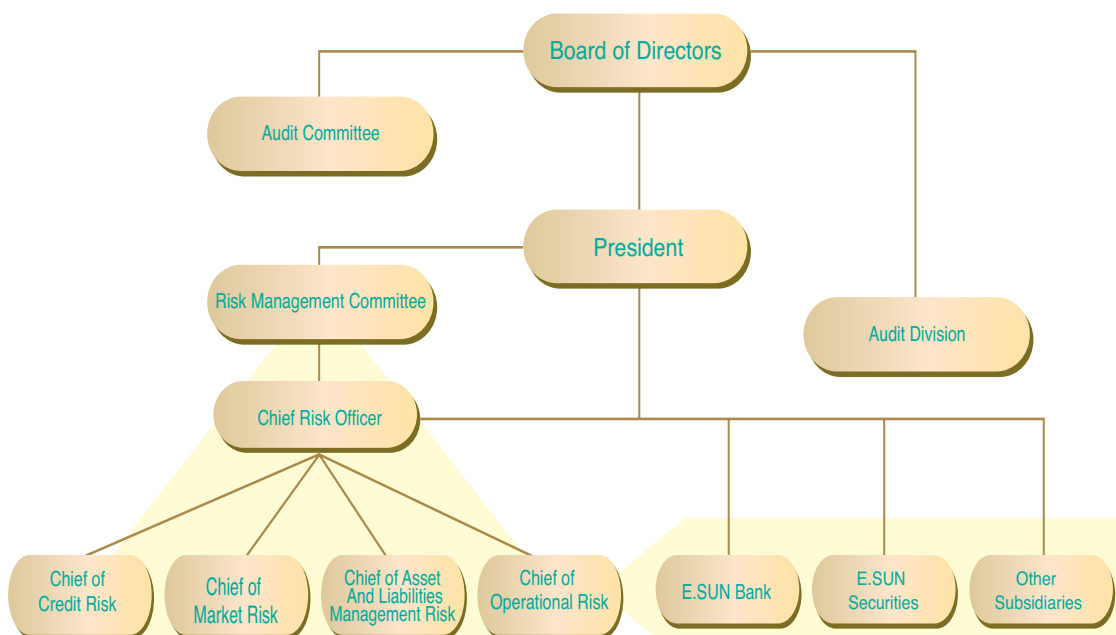 Board of Directors
Audit Committee
President
Risk Management Committee
Audit Division
Chief Risk Officer
Chief of
Credit Risk
Chief of
Market Risk
Chief of Asset
And Liabilities
Management Risk
Chief of
Operational Risk
E.SUN Bank
E.SUN
Securities
Other
Subsidiaries